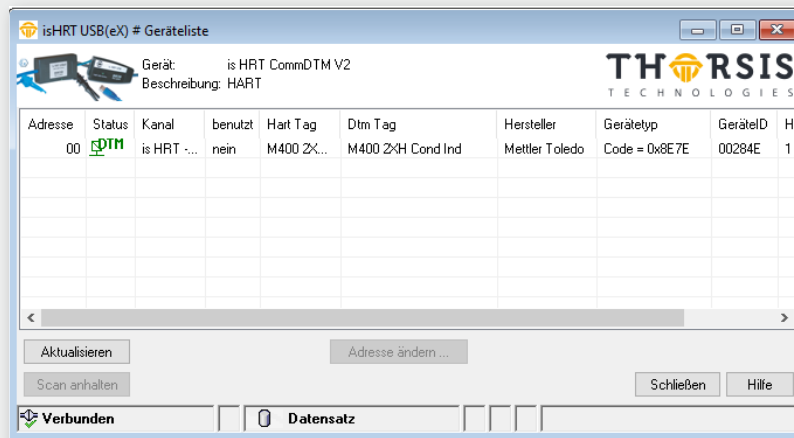 isHRT USB(eX) # Geräteliste
Gerät: is HRT CommDTM V2
Beschreibung: HART
THORSIS
TECHNOLOGIES
Adresse Status Kanal benutzt Hart Tag Dtm Tag Hersteller Gerätetyp GeräteID H
00 DTM is HRT -... nein M400 2X... M400 2XH Cond Ind Mettler Toledo Code = 0x8E7E 00284E 1
Aktualisieren Adresse ändern ...
Scan anhalten Schließen Hilfe
Verbunden Datensatz